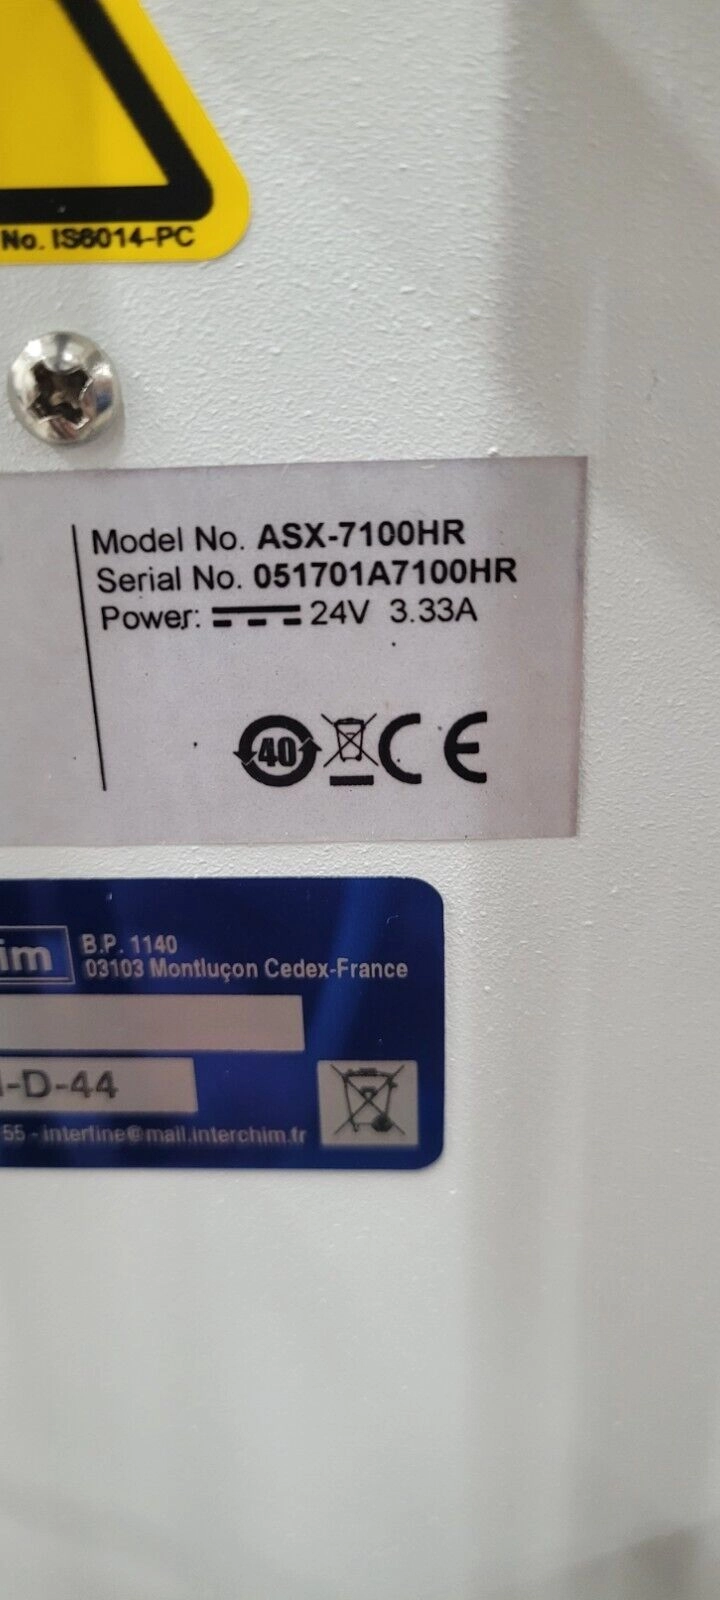 No. IS6014-PC
Model No. ASX-7100HR
Serial No. 051701A7100HR
Power: 24V 3.33A
40
CE
im
B.P. 1140
03103 Montluçon Cedex-France
-D-44
55 - interfine@mail.interchim.fr